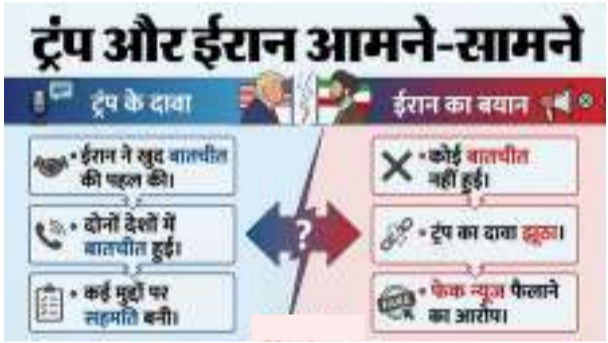 ट्रंप और ईरान आमने-सामने
ट्रंप के दावा
ईरान का बयान
• ईरान ने खुद बातचीत
की पहल की।
• दोनों देशों में
बातचीत हुई।
• कई मुद्दों पर
सहमति बनी।
?
• कोई बातचीत
नहीं हुई।
• ट्रंप का दावा झूठा।
• फेक न्यूज फैलाने
का आरोप।